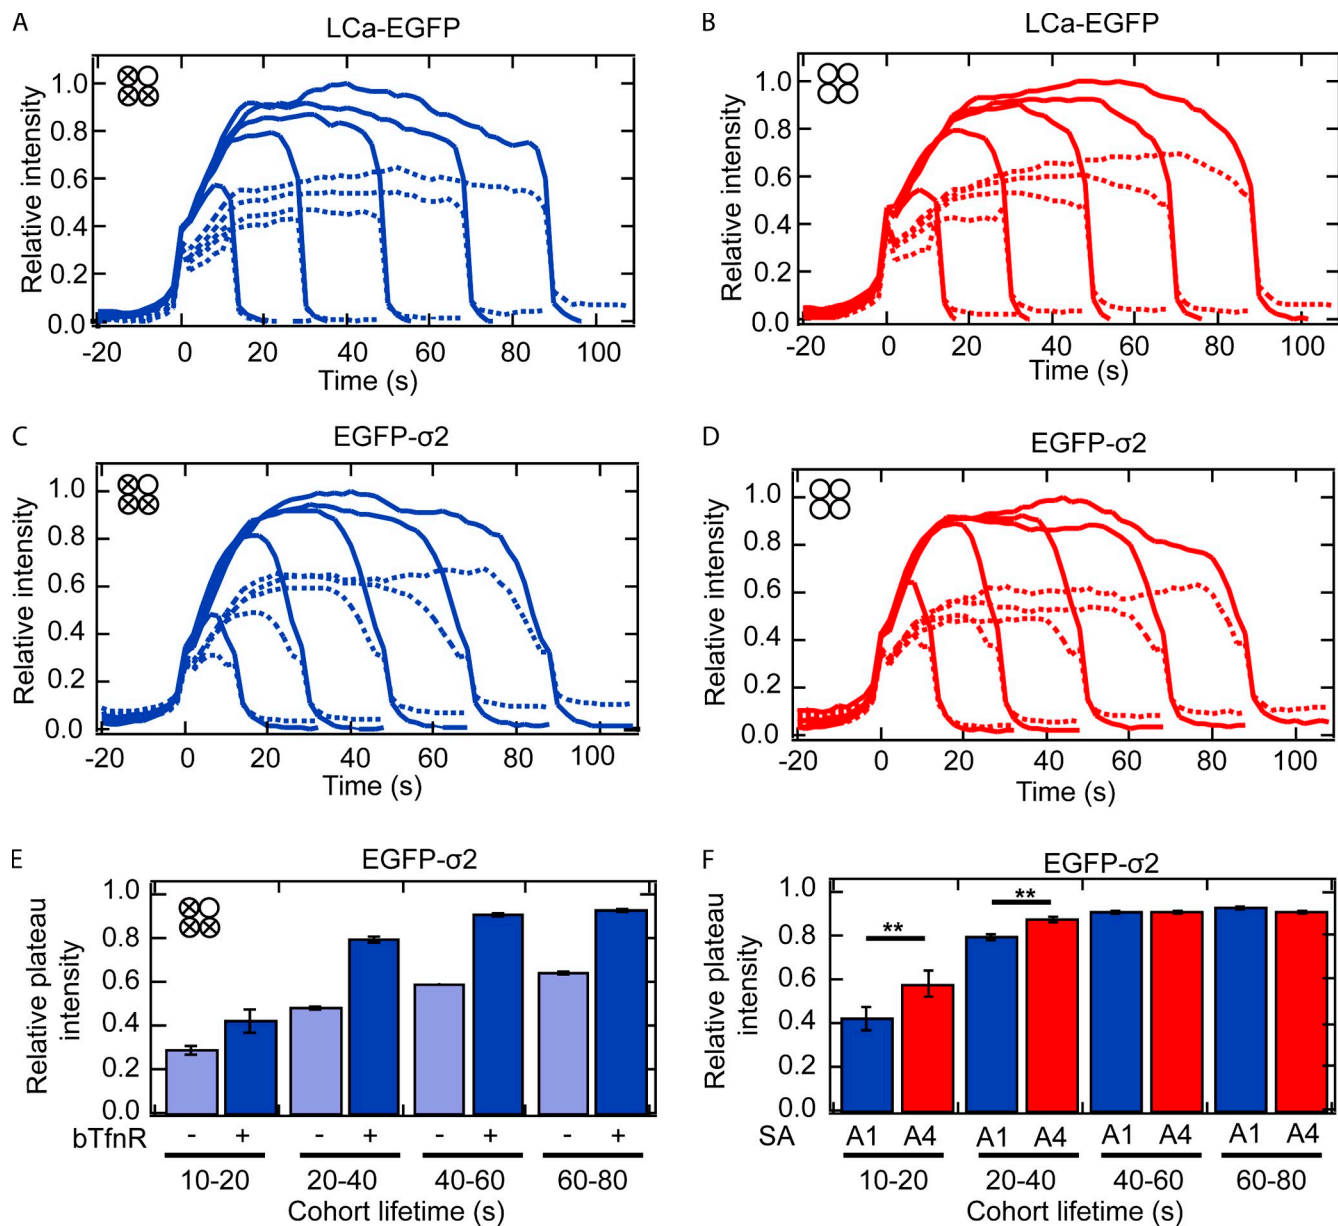 A
LCa-EGFP
Relative intensity
1.0
0.8
0.6
0.4
0.2
0.0
-20 0 20 40 60 80 100
Time (s)
B
LCa-EGFP
Relative intensity
1.0
0.8
0.6
0.4
0.2
0.0
-20 0 20 40 60 80 100
Time (s)
C
EGFP-σ2
Relative intensity
1.0
0.8
0.6
0.4
0.2
0.0
-20 0 20 40 60 80 100
Time (s)
D
EGFP-σ2
Relative intensity
1.0
0.8
0.6
0.4
0.2
0.0
-20 0 20 40 60 80 100
Time (s)
E
EGFP-σ2
Relative plateau
intensity
1.0
0.8
0.6
0.4
0.2
0.0
bTfnR - + - + - + - +
10-20 20-40 40-60 60-80
Cohort lifetime (s)
F
EGFP-σ2
Relative plateau
intensity
1.0
0.8
0.6
0.4
0.2
0.0
** **
SA A1 A4 A1 A4 A1 A4 A1 A4
10-20 20-40 40-60 60-80
Cohort lifetime (s)